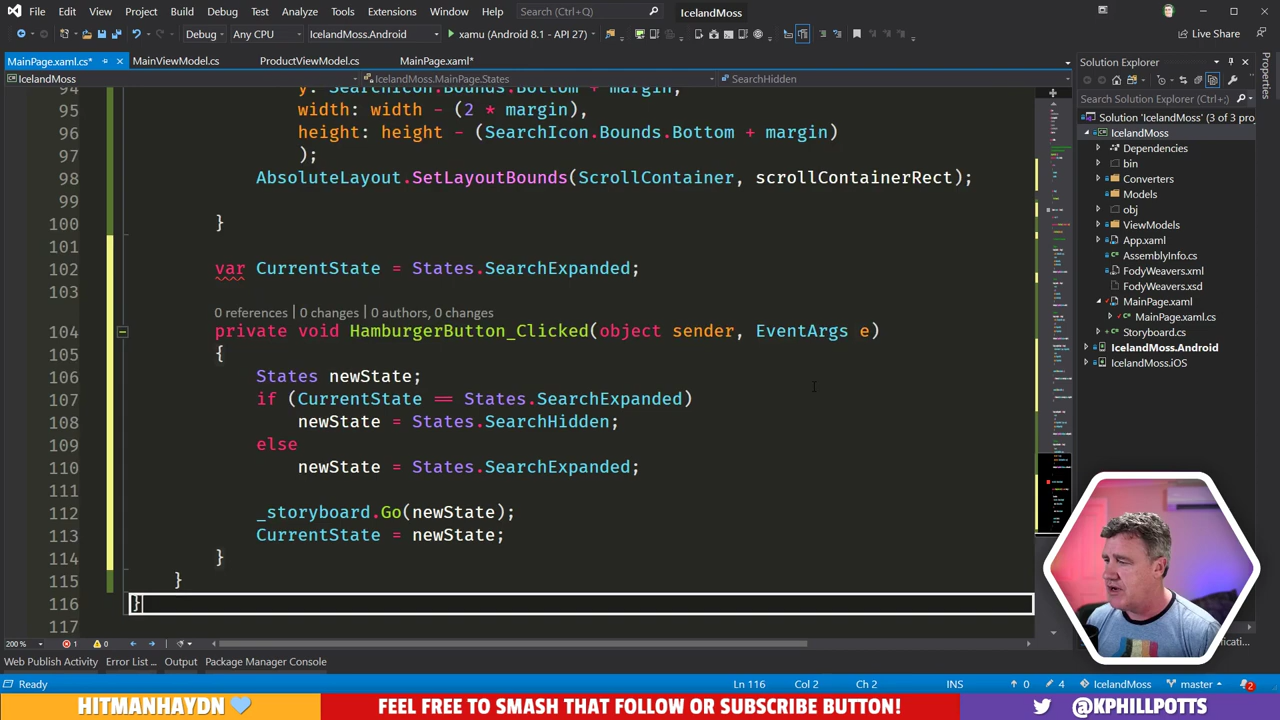 File Edit View Project Build Debug Test Analyze Tools Extensions Window Help Search (Ctrl+Q) IcelandMoss
Debug Any CPU IcelandMoss.Android xamu (Android 8.1 - API 27) Live Share
MainPage.xaml.cs* MainViewModel.cs ProductViewModel.cs MainPage.xaml*
IcelandMoss IcelandMoss.MainPage.States SearchHidden
94 y: SearchIcon.Bounds.Bottom + margin,
95 width: width - (2 * margin),
96 height: height - (SearchIcon.Bounds.Bottom + margin)
97 );
98 AbsoluteLayout.SetLayoutBounds(ScrollContainer, scrollContainerRect);
99
100 }
101
102 var CurrentState = States.SearchExpanded;
103
0 references | 0 changes | 0 authors, 0 changes
104 private void HamburgerButton_Clicked(object sender, EventArgs e)
105 {
106 States newState;
107 if (CurrentState == States.SearchExpanded)
108 newState = States.SearchHidden;
109 else
110 newState = States.SearchExpanded;
111
112 _storyboard.Go(newState);
113 CurrentState = newState;
114 }
115 }
116 }
117
200 % 1 0
Solution Explorer
Search Solution Explorer (Ctrl+;)
Solution 'IcelandMoss' (3 of 3 pro
IcelandMoss
Dependencies
bin
Converters
Models
obj
ViewModels
App.xaml
AssemblyInfo.cs
FodyWeavers.xml
FodyWeavers.xsd
MainPage.xaml
MainPage.xaml.cs
Storyboard.cs
IcelandMoss.Android
IcelandMoss.iOS
Properties
Web Publish Activity Error List ... Output Package Manager Console
Ready Ln 116 Col 2 Ch 2 INS 0 4 IcelandMoss master 2
HITMANHAYDN FEEL FREE TO SMASH THAT FOLLOW OR SUBSCRIBE BUTTON! @KPHILLPOTTS